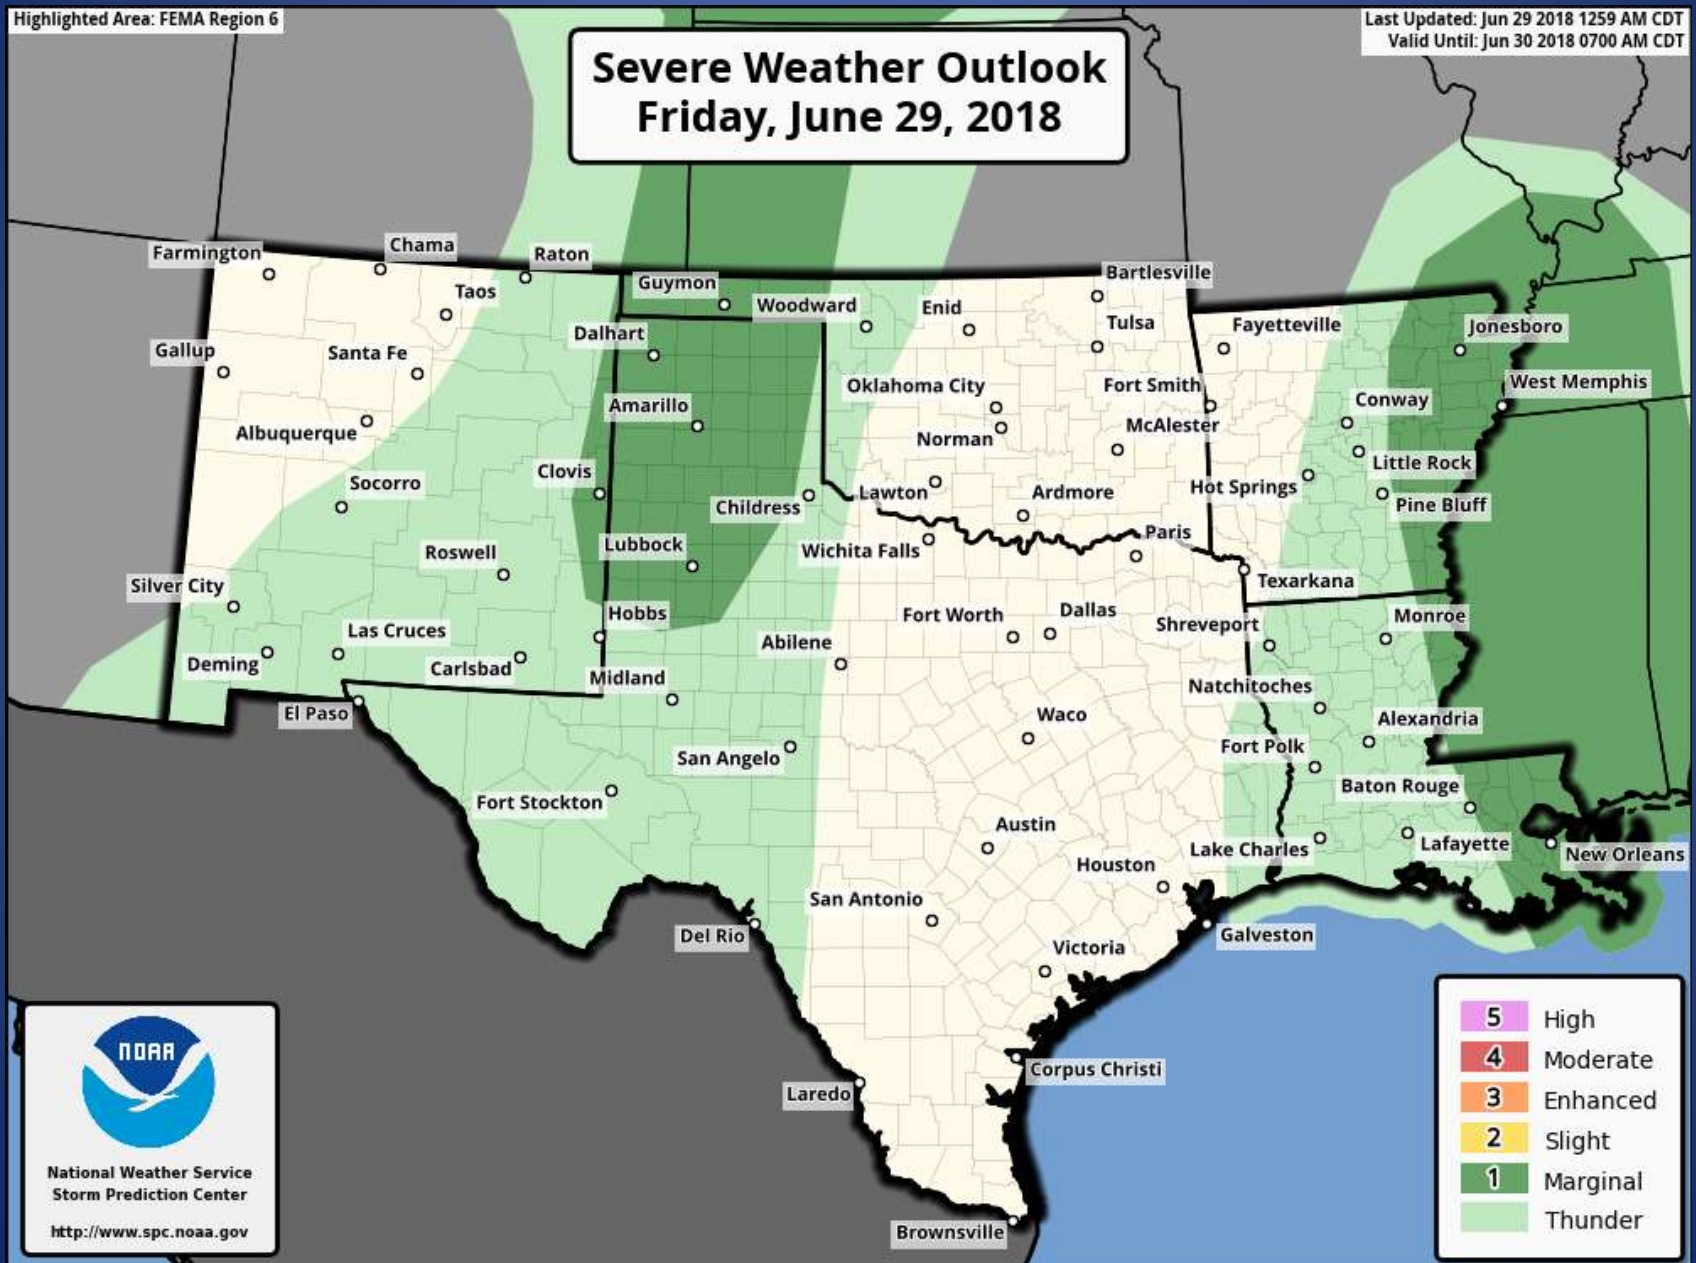 Highlighted Area: FEMA Region 6
Last Updated: Jun 29 2018 1259 AM CDT
Valid Until: Jun 30 2018 0700 AM CDT
Severe Weather Outlook
Friday, June 29, 2018
Farmington
Chama
Raton
Taos
Guymon
Woodward
Enid
Bartlesville
Tulsa
Fayetteville
Jonesboro
Gallup
Santa Fe
Dalhart
Albuquerque
Amarillo
Oklahoma City
Norman
Fort Smith
McAlester
Conway
West Memphis
Socorro
Clovis
Childress
Lawton
Ardmore
Hot Springs
Little Rock
Pine Bluff
Roswell
Lubbock
Wichita Falls
Paris
Texarkana
Silver City
Las Cruces
Hobbs
Fort Worth
Dallas
Shreveport
Monroe
Deming
Carlsbad
Midland
Abilene
Natchitoches
El Paso
San Angelo
Waco
Alexandria
Fort Polk
Fort Stockton
Baton Rouge
Austin
Houston
Lake Charles
Lafayette
New Orleans
San Antonio
Del Rio
Victoria
Galveston
Laredo
Corpus Christi
Brownsville
NOAA
National Weather Service
Storm Prediction Center
http://www.spc.noaa.gov
5 High
4 Moderate
3 Enhanced
2 Slight
1 Marginal
Thunder